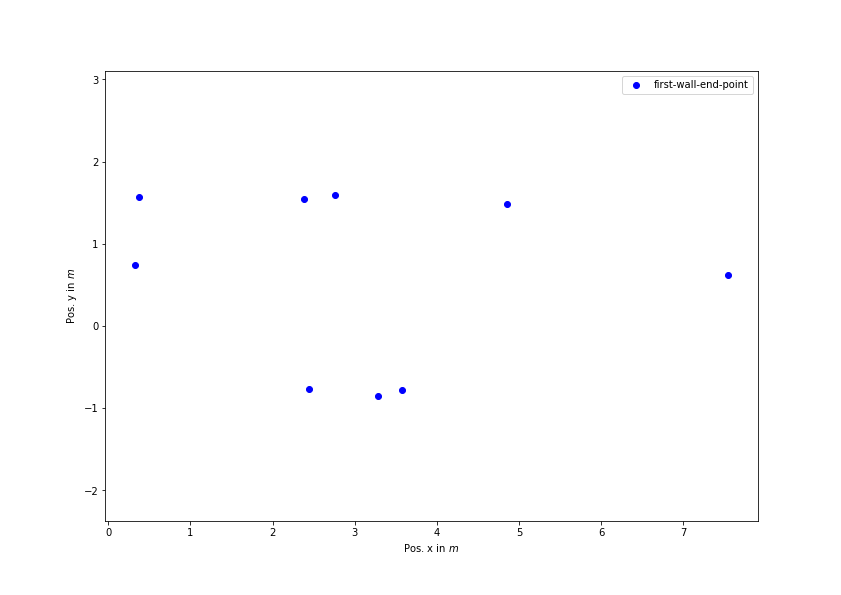 first-wall-end-point
3
2
1
0
−1
−2
Pos. y in m
0 1 2 3 4 5 6 7
Pos. x in m